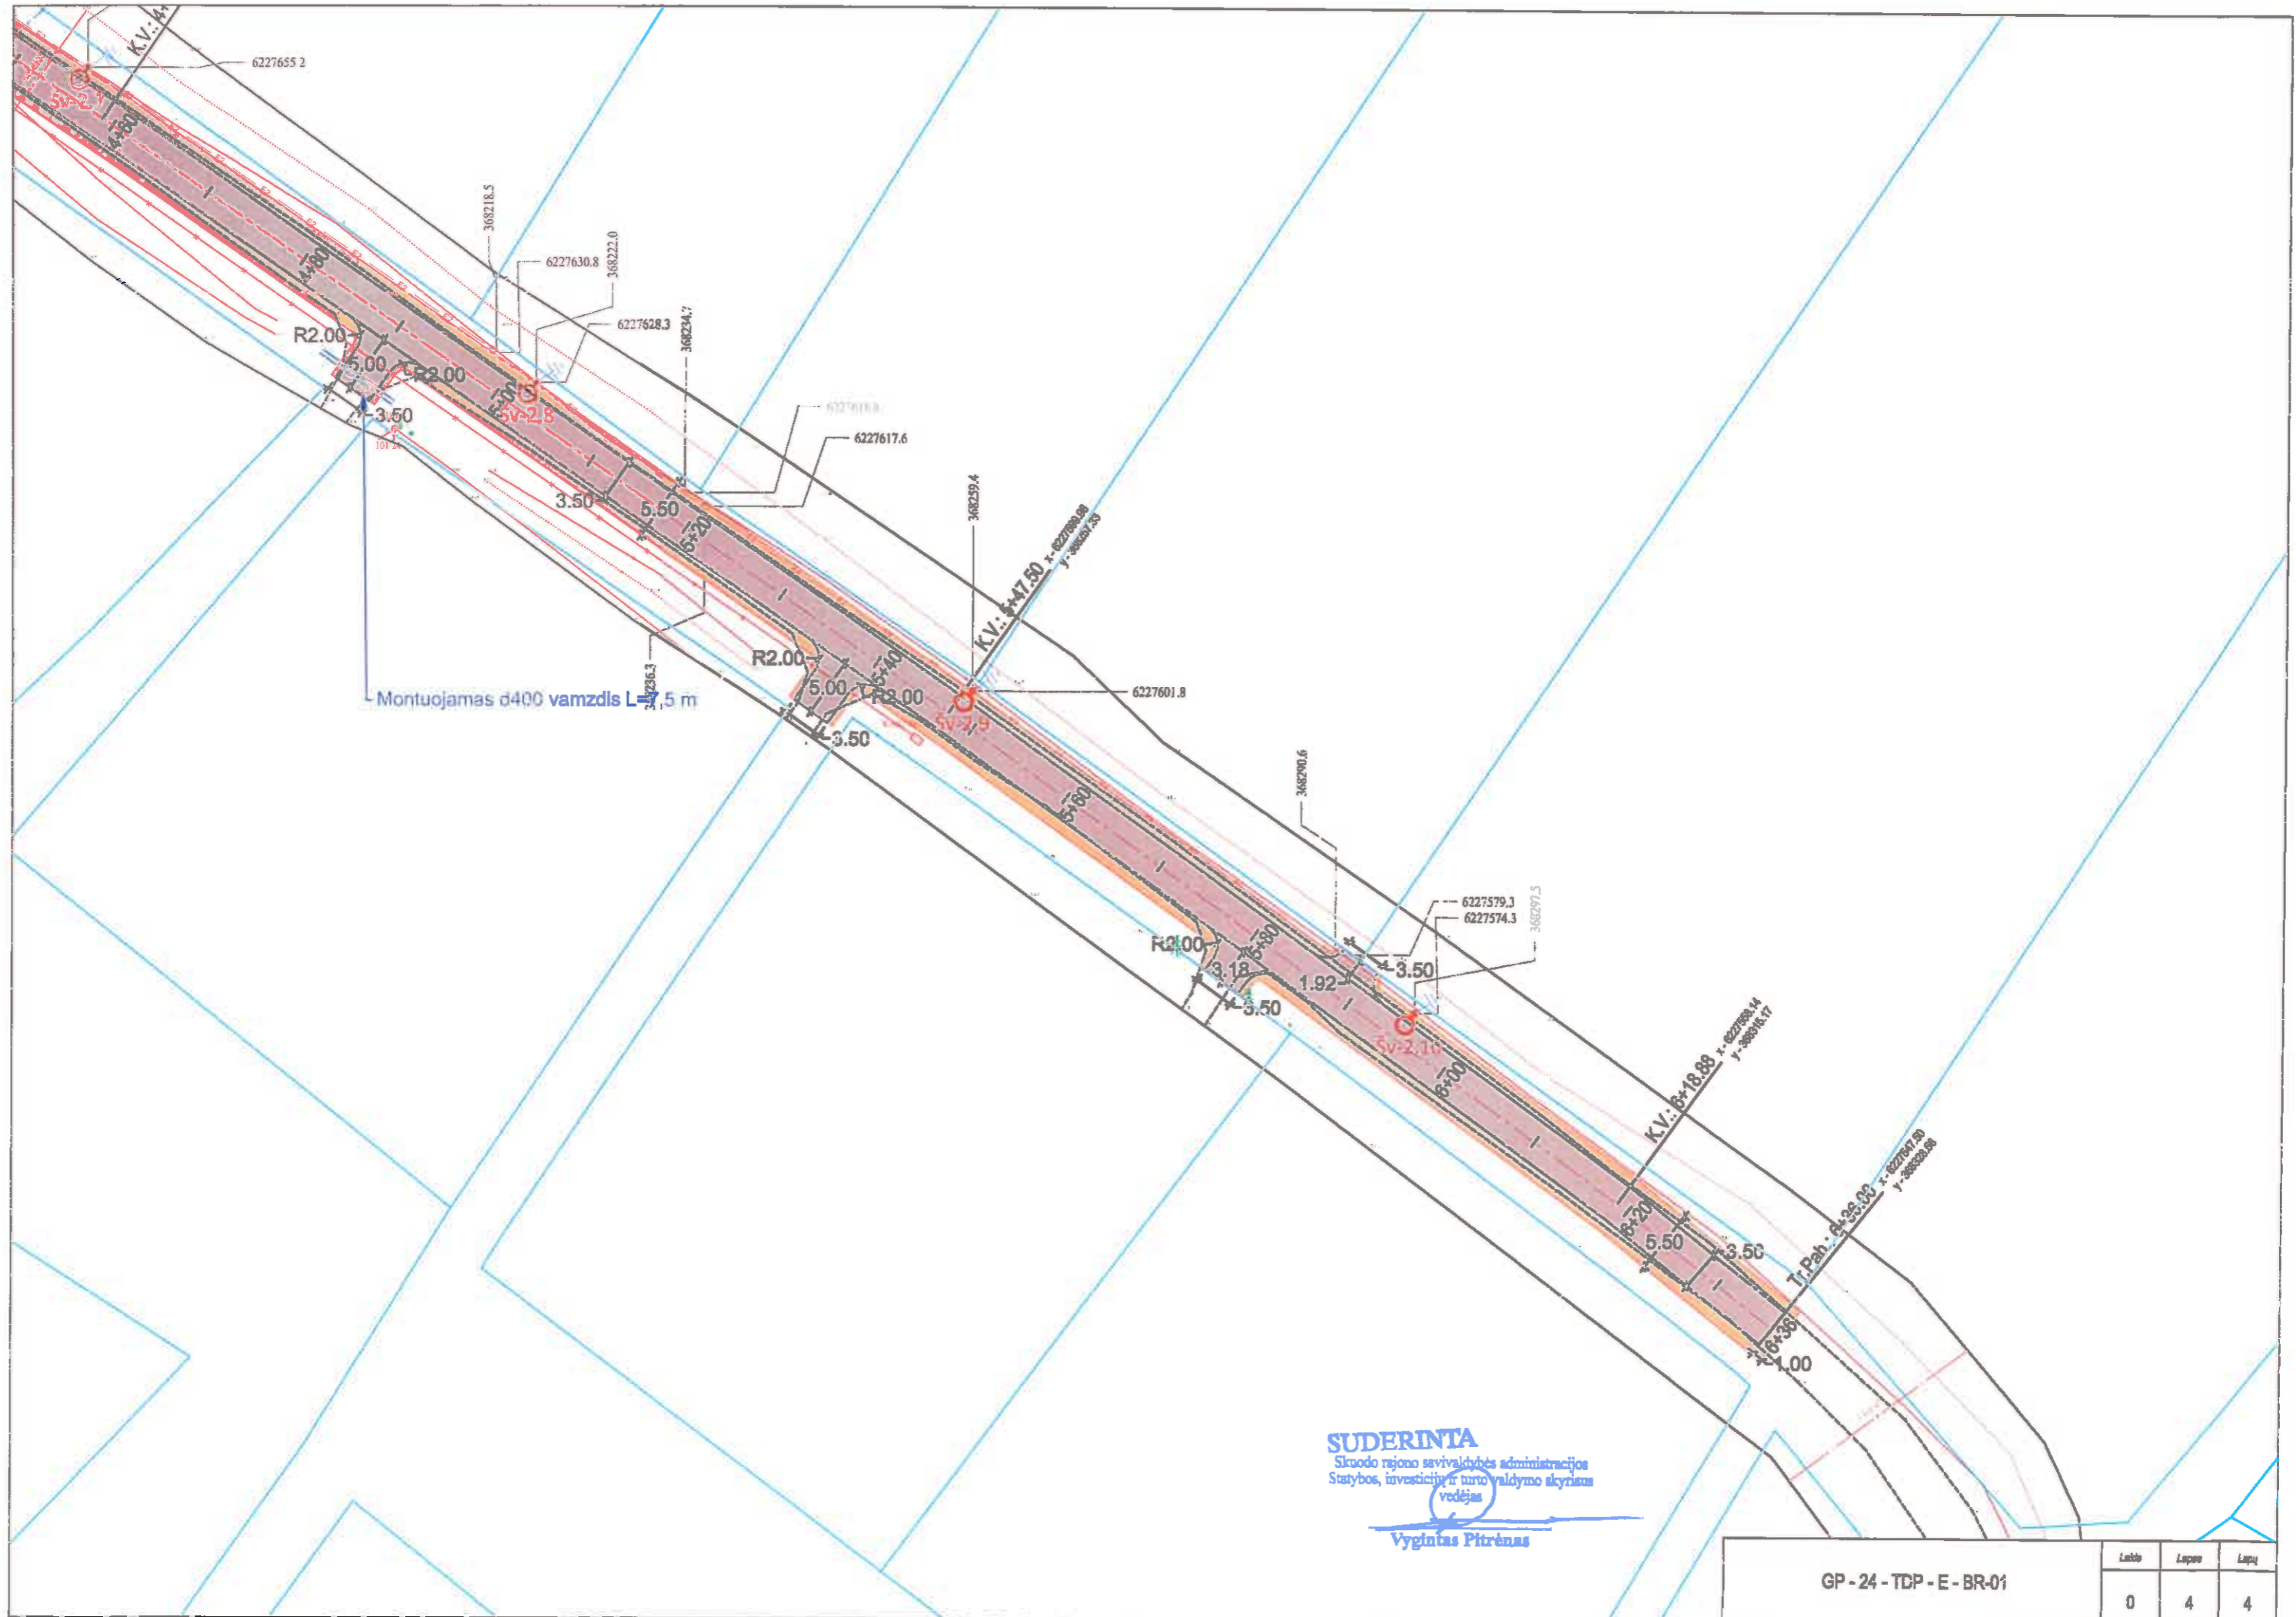 6227655.2
4+60
368218.5
6227630.8
368222.0
4+80
6227628.3
368234.7
R2.00
5.00
R2.00
5+00
ŠV-2.8
3.50
6227617.6
3.50
5.50
5+20
368259.4
K.V.: 5+47.50
R2.00
5+40
5.00
R2.00
6227601.8
Montuojamas d400 vamzdis L=7,5 m
ŠV-2.9
3.50
368290.6
5+60
6227579.3
6227574.3
368297.5
R2.00
5+80
3.18
1.92
3.50
3.50
ŠV-2.10
6+00
K.V.: 6+18.88
6+20
5.50
3.50
6+36
1.00
SUDERINTA
Skuodo rajono savivaldybės administracijos
Statybos, investicijų ir turto valdymo skyriaus
vedėjas
Vygintas Pitrėnas
GP - 24 - TDP - E - BR-01
Laida Lapas Lapų
0 4 4